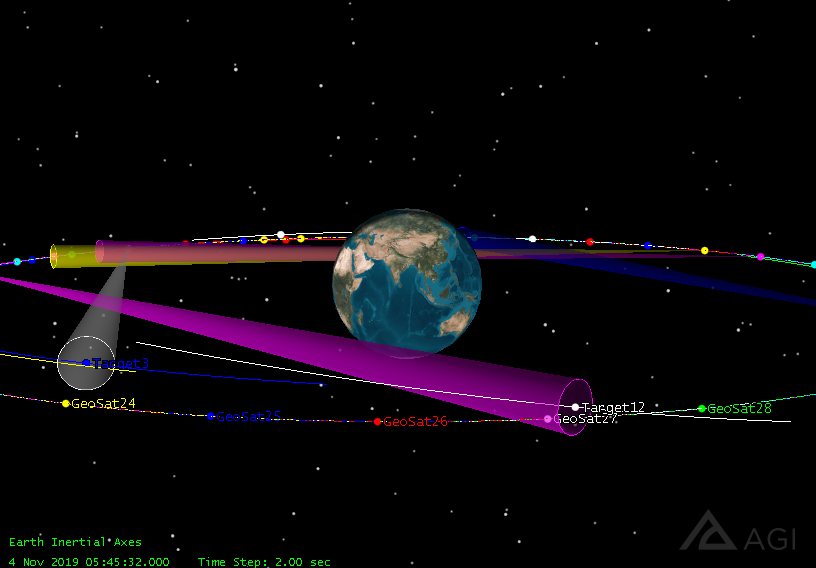 Target3
GeoSat24
GeoSat25
GeoSat26
Target12
GeoSat27
GeoSat28
Earth Inertial Axes
4 Nov 2019 05:45:32.000 Time Step: 2.00 sec
AGI